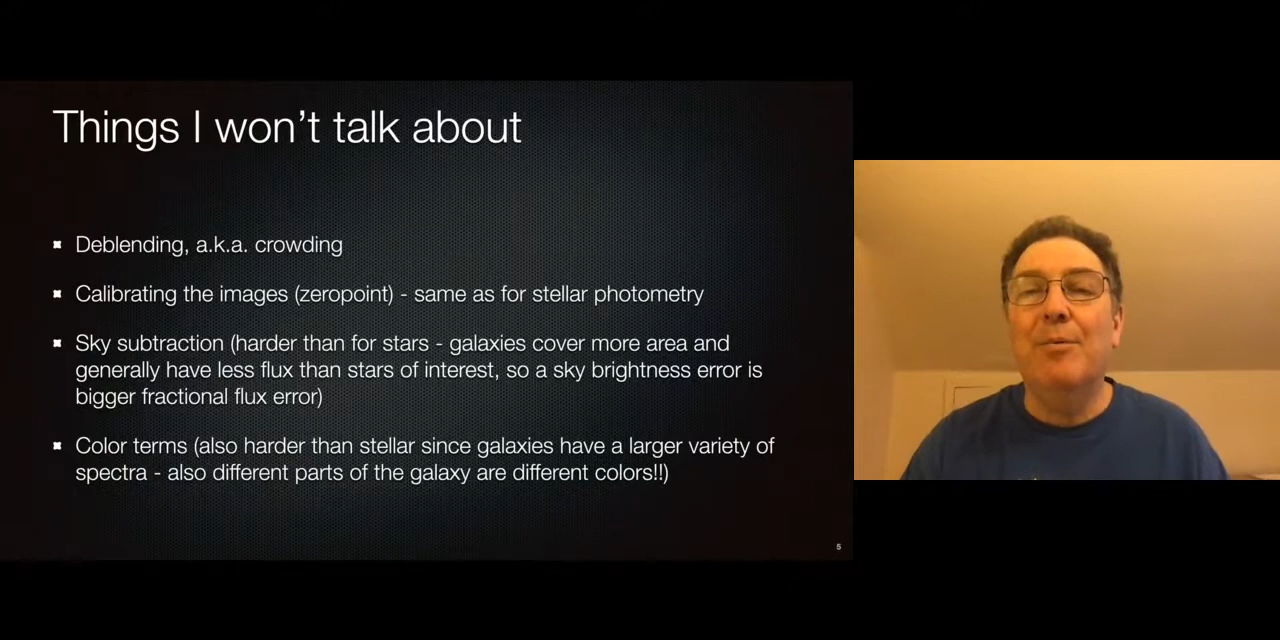 Things I won't talk about
Deblending, a.k.a. crowding
Calibrating the images (zeropoint) - same as for stellar photometry
Sky subtraction (harder than for stars - galaxies cover more area and
generally have less flux than stars of interest, so a sky brightness error is
bigger fractional flux error)
Color terms (also harder than stellar since galaxies have a larger variety of
spectra - also different parts of the galaxy are different colors!!)
5